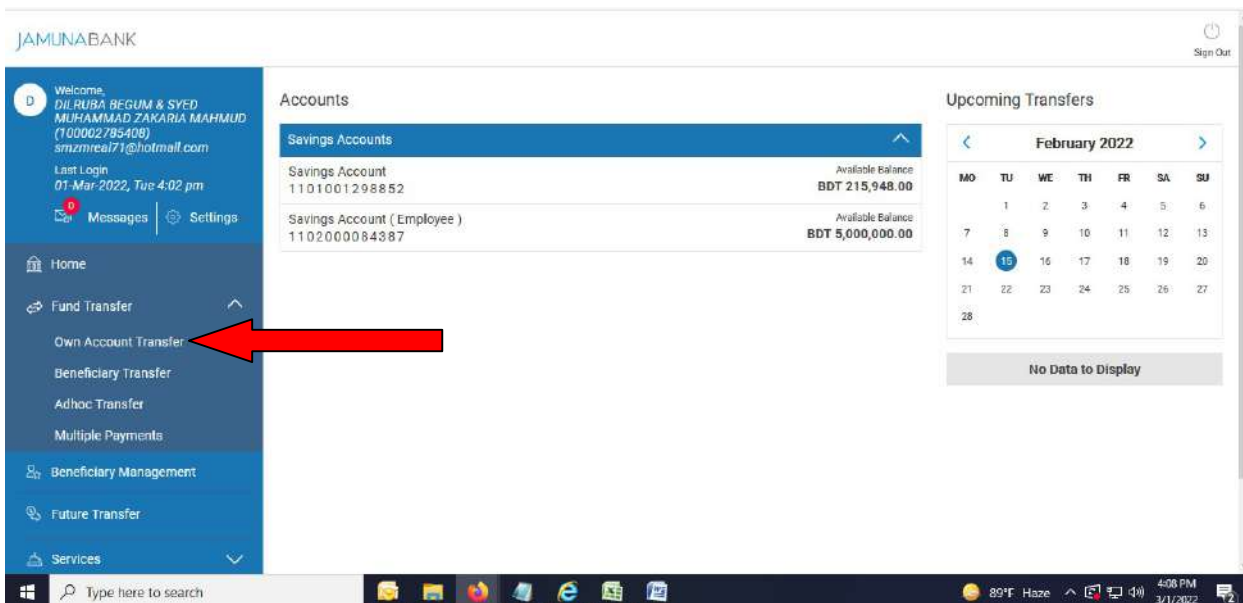 JAMUNABANK
Sign Out
D
Welcome,
DILRUBA BEGUM & SYED
MUHAMMAD ZAKARIA MAHMUD
(100002785408)
smzmreal71@hotmail.com
Last Login
01-Mar-2022, Tue 4:02 pm
0
Messages
Settings
Home
Fund Transfer
Own Account Transfer
Beneficiary Transfer
Adhoc Transfer
Multiple Payments
Beneficiary Management
Future Transfer
Services
Accounts
Savings Accounts
Savings Account
Available Balance
1101001298852
BDT 215,948.00
Savings Account ( Employee )
Available Balance
1102000084387
BDT 5,000,000.00
Upcoming Transfers
February 2022
MO TU WE TH FR SA SU
1 2 3 4 5 6
7 8 9 10 11 12 13
14 15 16 17 18 19 20
21 22 23 24 25 26 27
28
No Data to Display
Type here to search
89°F Haze
4:08 PM
3/1/2022
2